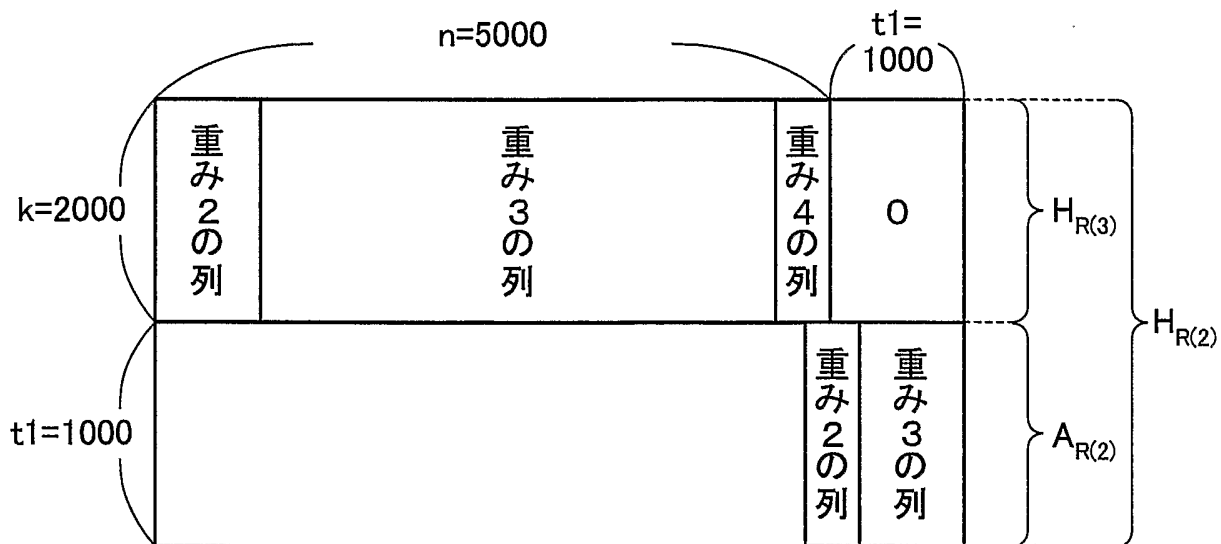 n=5000
t1=
1000
k=2000
重み2の列
重み3の列
重み4の列
0
H_R(3)
H_R(2)
t1=1000
重み2の列
重み3の列
A_R(2)